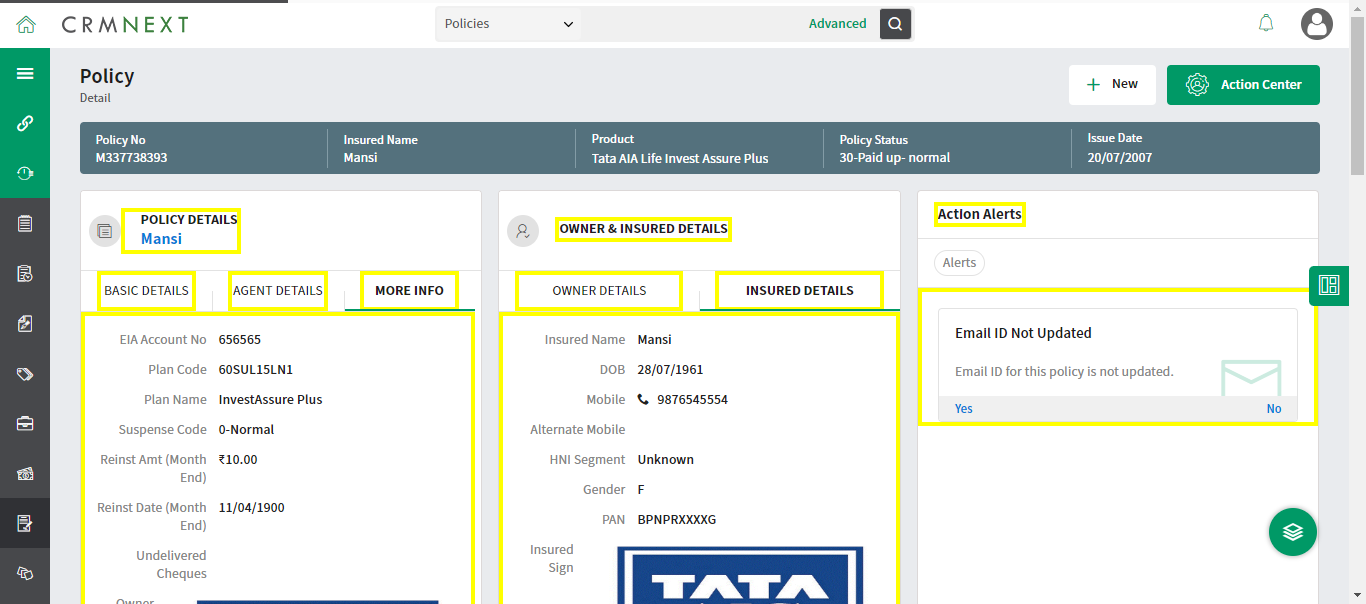 CRMNEXT
Policies
Advanced
Policy
Detail
New
Action Center
Policy No
M337738393
Insured Name
Mansi
Product
Tata AIA Life Invest Assure Plus
Policy Status
30-Paid up- normal
Issue Date
20/07/2007
POLICY DETAILS
Mansi
BASIC DETAILS
AGENT DETAILS
MORE INFO
EIA Account No 656565
Plan Code 60SUL15LN1
Plan Name InvestAssure Plus
Suspense Code 0-Normal
Reinst Amt (Month ₹10.00
End)
Reinst Date (Month 11/04/1900
End)
Undelivered
Cheques
Owner
OWNER & INSURED DETAILS
OWNER DETAILS
INSURED DETAILS
Insured Name Mansi
DOB 28/07/1961
Mobile 9876545554
Alternate Mobile
HNI Segment Unknown
Gender F
PAN BPNPRXXXXG
Insured
Sign
TATA
Action Alerts
Alerts
Email ID Not Updated
Email ID for this policy is not updated.
Yes
No